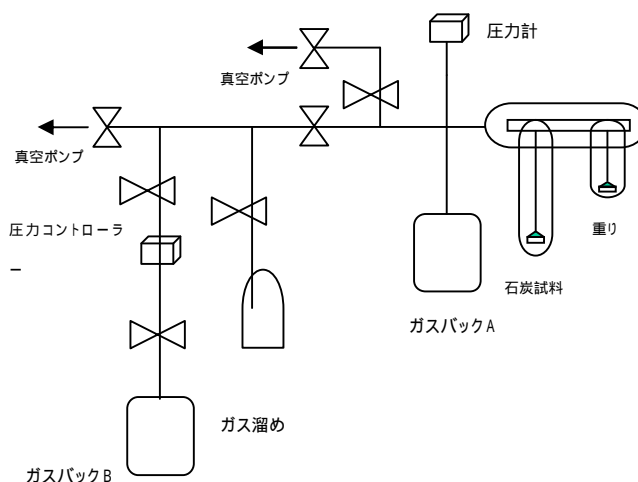 圧力計
真空ポンプ
真空ポンプ
圧力コントローラ
ー
重り
石炭試料
ガスバックA
ガス溜め
ガスバックB